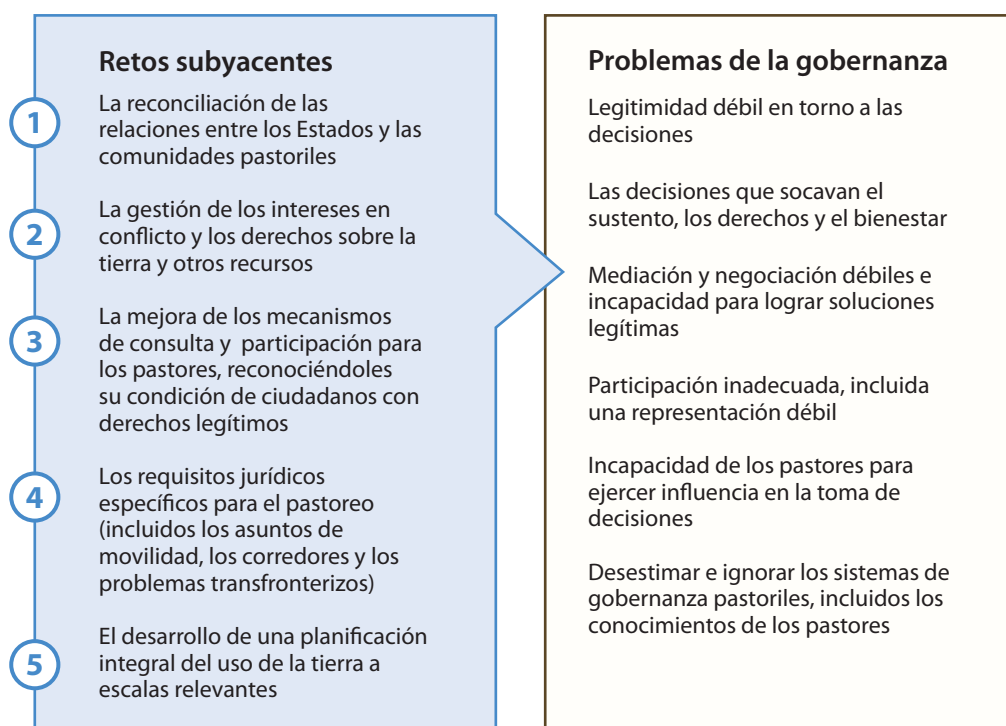 Retos subyacentes
1
La reconciliación de las
relaciones entre los Estados y las
comunidades pastoriles
2
La gestión de los intereses en
conflicto y los derechos sobre la
tierra y otros recursos
3
La mejora de los mecanismos
de consulta y participación para
los pastores, reconociéndoles
su condición de ciudadanos con
derechos legítimos
4
Los requisitos jurídicos
específicos para el pastoreo
(incluidos los asuntos de
movilidad, los corredores y los
problemas transfronterizos)
5
El desarrollo de una planificación
integral del uso de la tierra a
escalas relevantes
Problemas de la gobernanza
Legitimidad débil en torno a las
decisiones
Las decisiones que socavan el
sustento, los derechos y el bienestar
Mediación y negociación débiles e
incapacidad para lograr soluciones
legítimas
Participación inadecuada, incluida
una representación débil
Incapacidad de los pastores para
ejercer influencia en la toma de
decisiones
Desestimar e ignorar los sistemas de
gobernanza pastoriles, incluidos los
conocimientos de los pastores